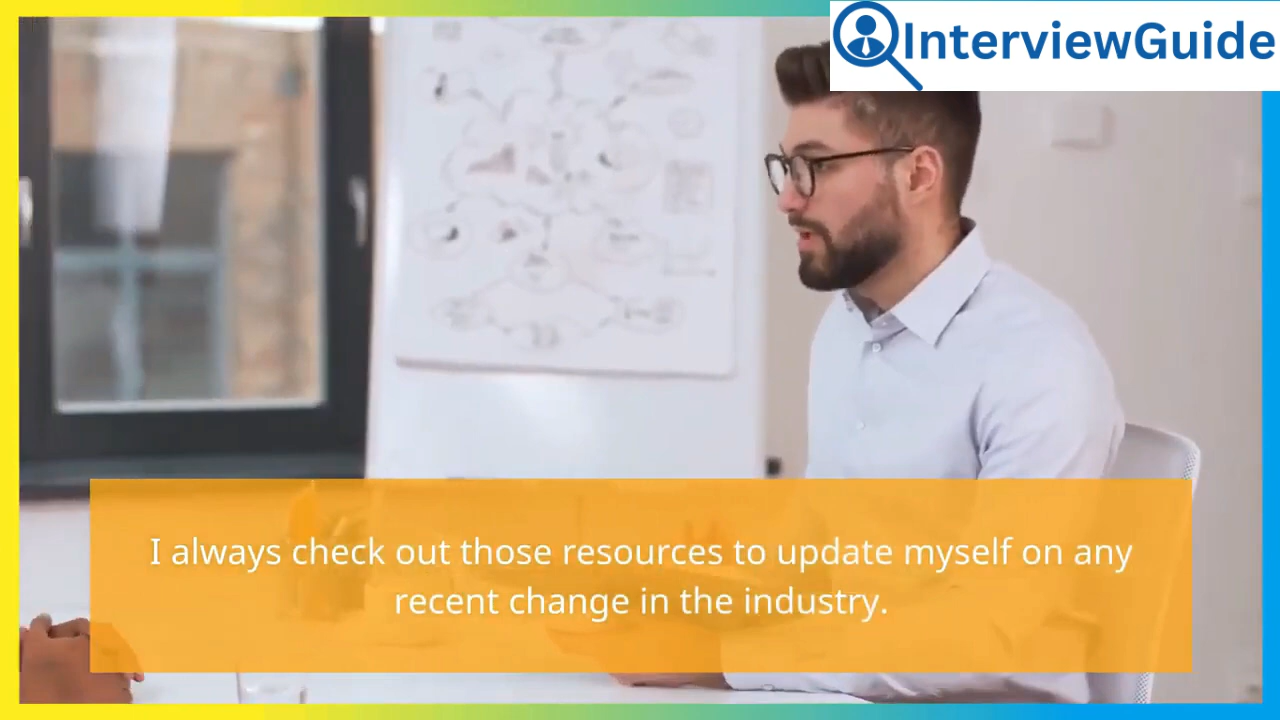 InterviewGuide
I always check out those resources to update myself on any
recent change in the industry.